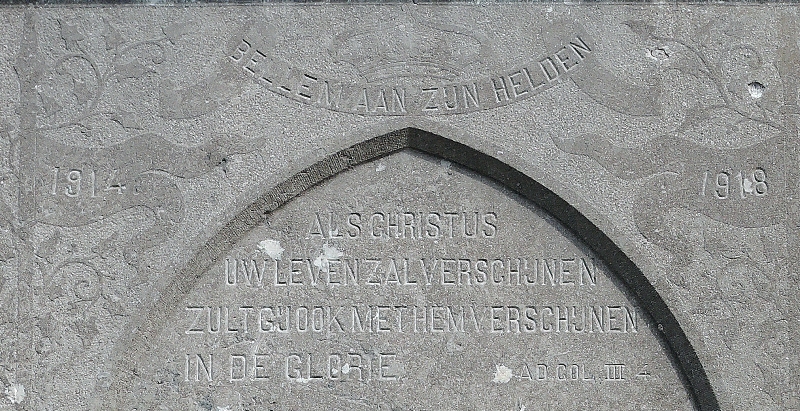 BELLEM AAN ZIJN HELDEN
1914
1918
ALS CHRISTUS
UW LEVEN ZAL VERSCHIJNEN
ZULT GIJ OOK MET HEM VERSCHIJNEN
IN DE GLORIE.
AD COL. III 4